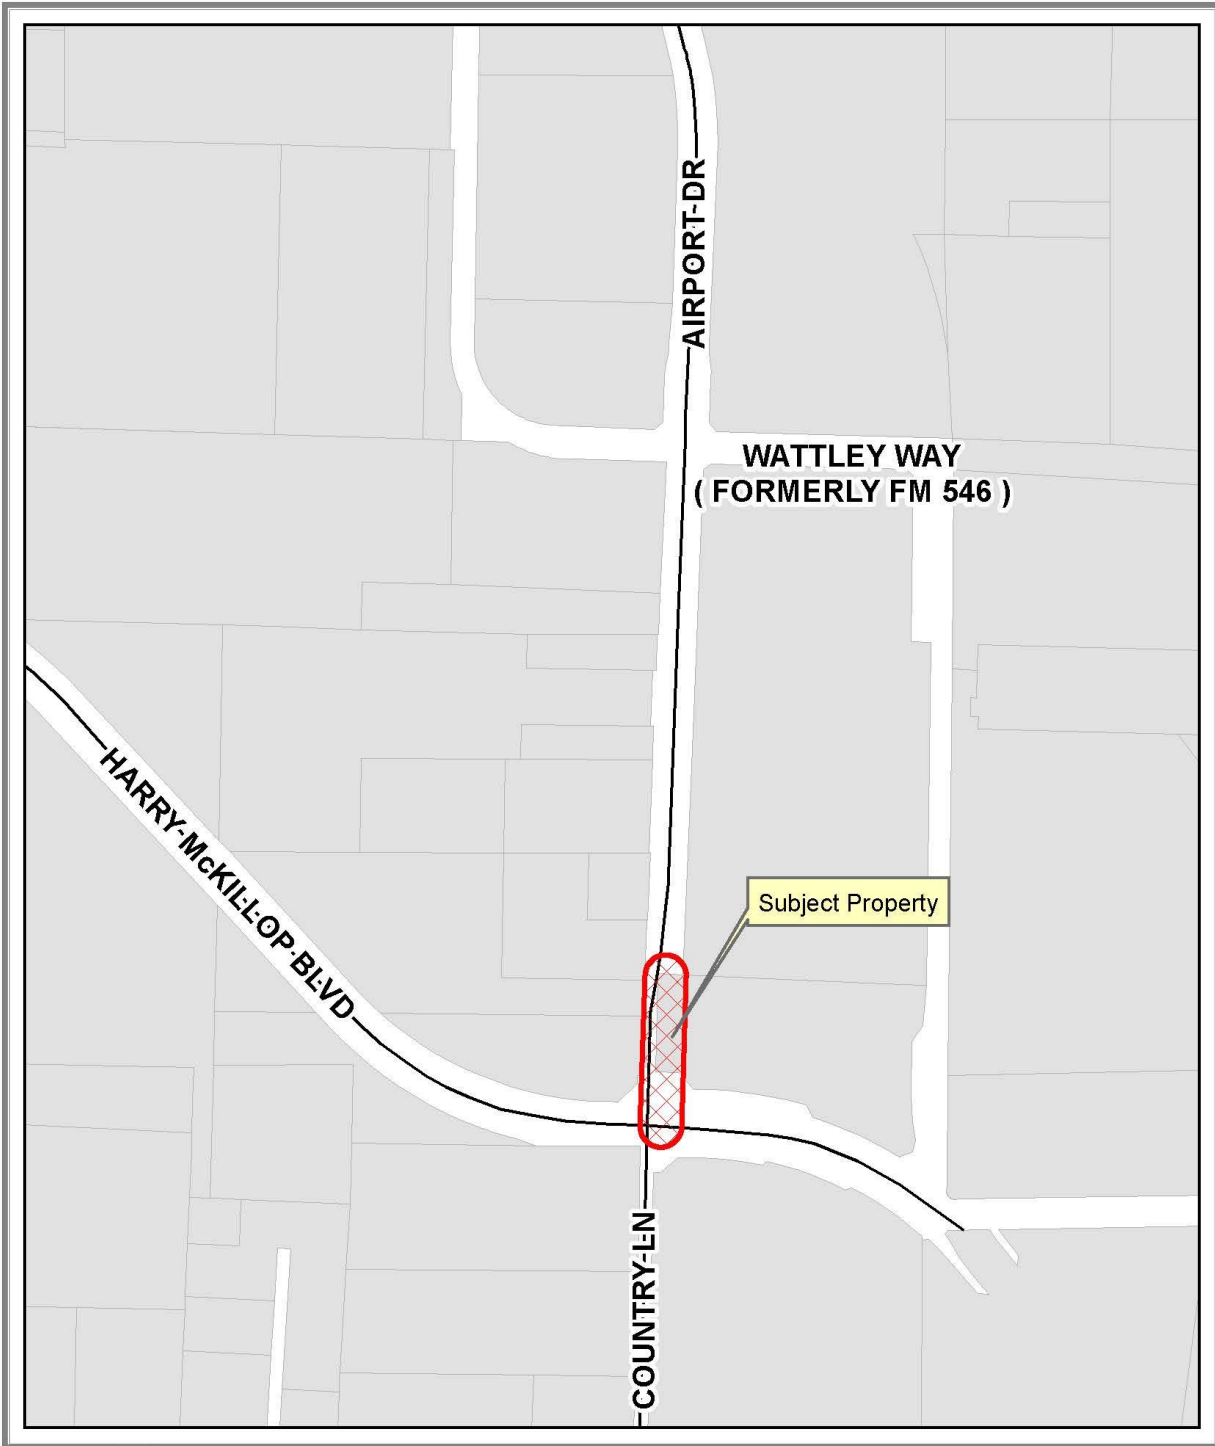 AIRPORT DR
WATTLEY WAY
( FORMERLY FM 546 )
HARRY McKILLOP BLVD
Subject Property
COUNTRY LN